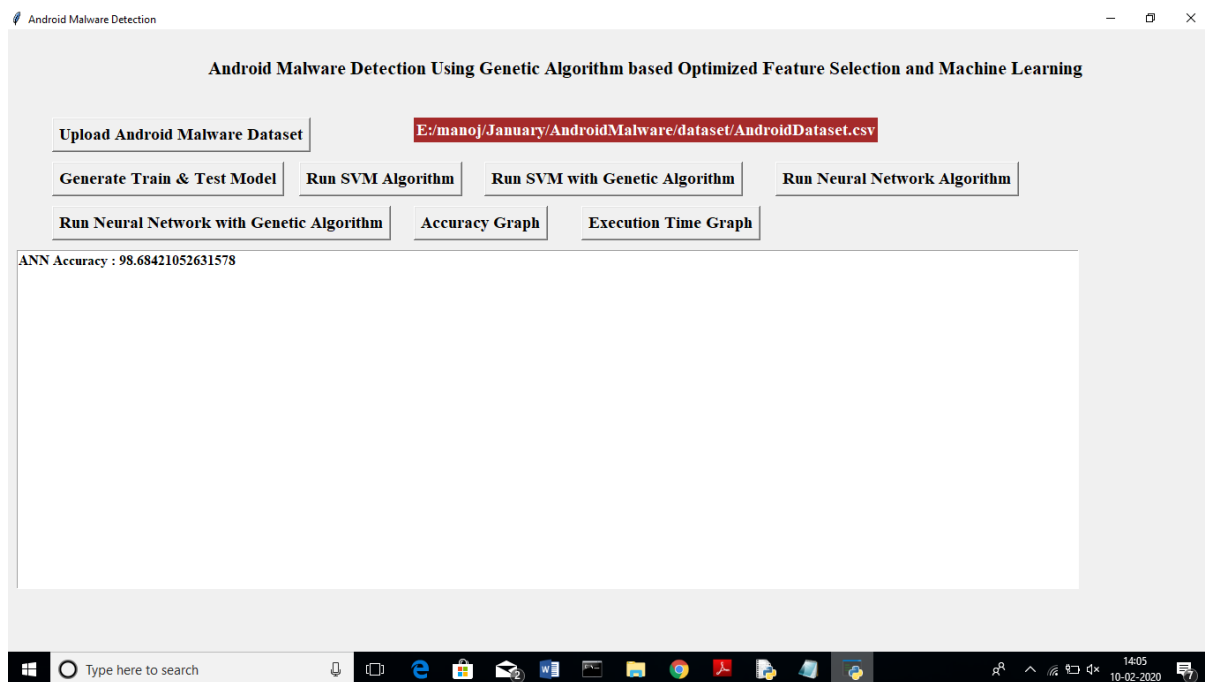 Android Malware Detection
Android Malware Detection Using Genetic Algorithm based Optimized Feature Selection and Machine Learning
Upload Android Malware Dataset
E:/manoj/January/AndroidMalware/dataset/AndroidDataset.csv
Generate Train & Test Model
Run SVM Algorithm
Run SVM with Genetic Algorithm
Run Neural Network Algorithm
Run Neural Network with Genetic Algorithm
Accuracy Graph
Execution Time Graph
ANN Accuracy : 98.68421052631578
Type here to search
2
14:05
10-02-2020
7